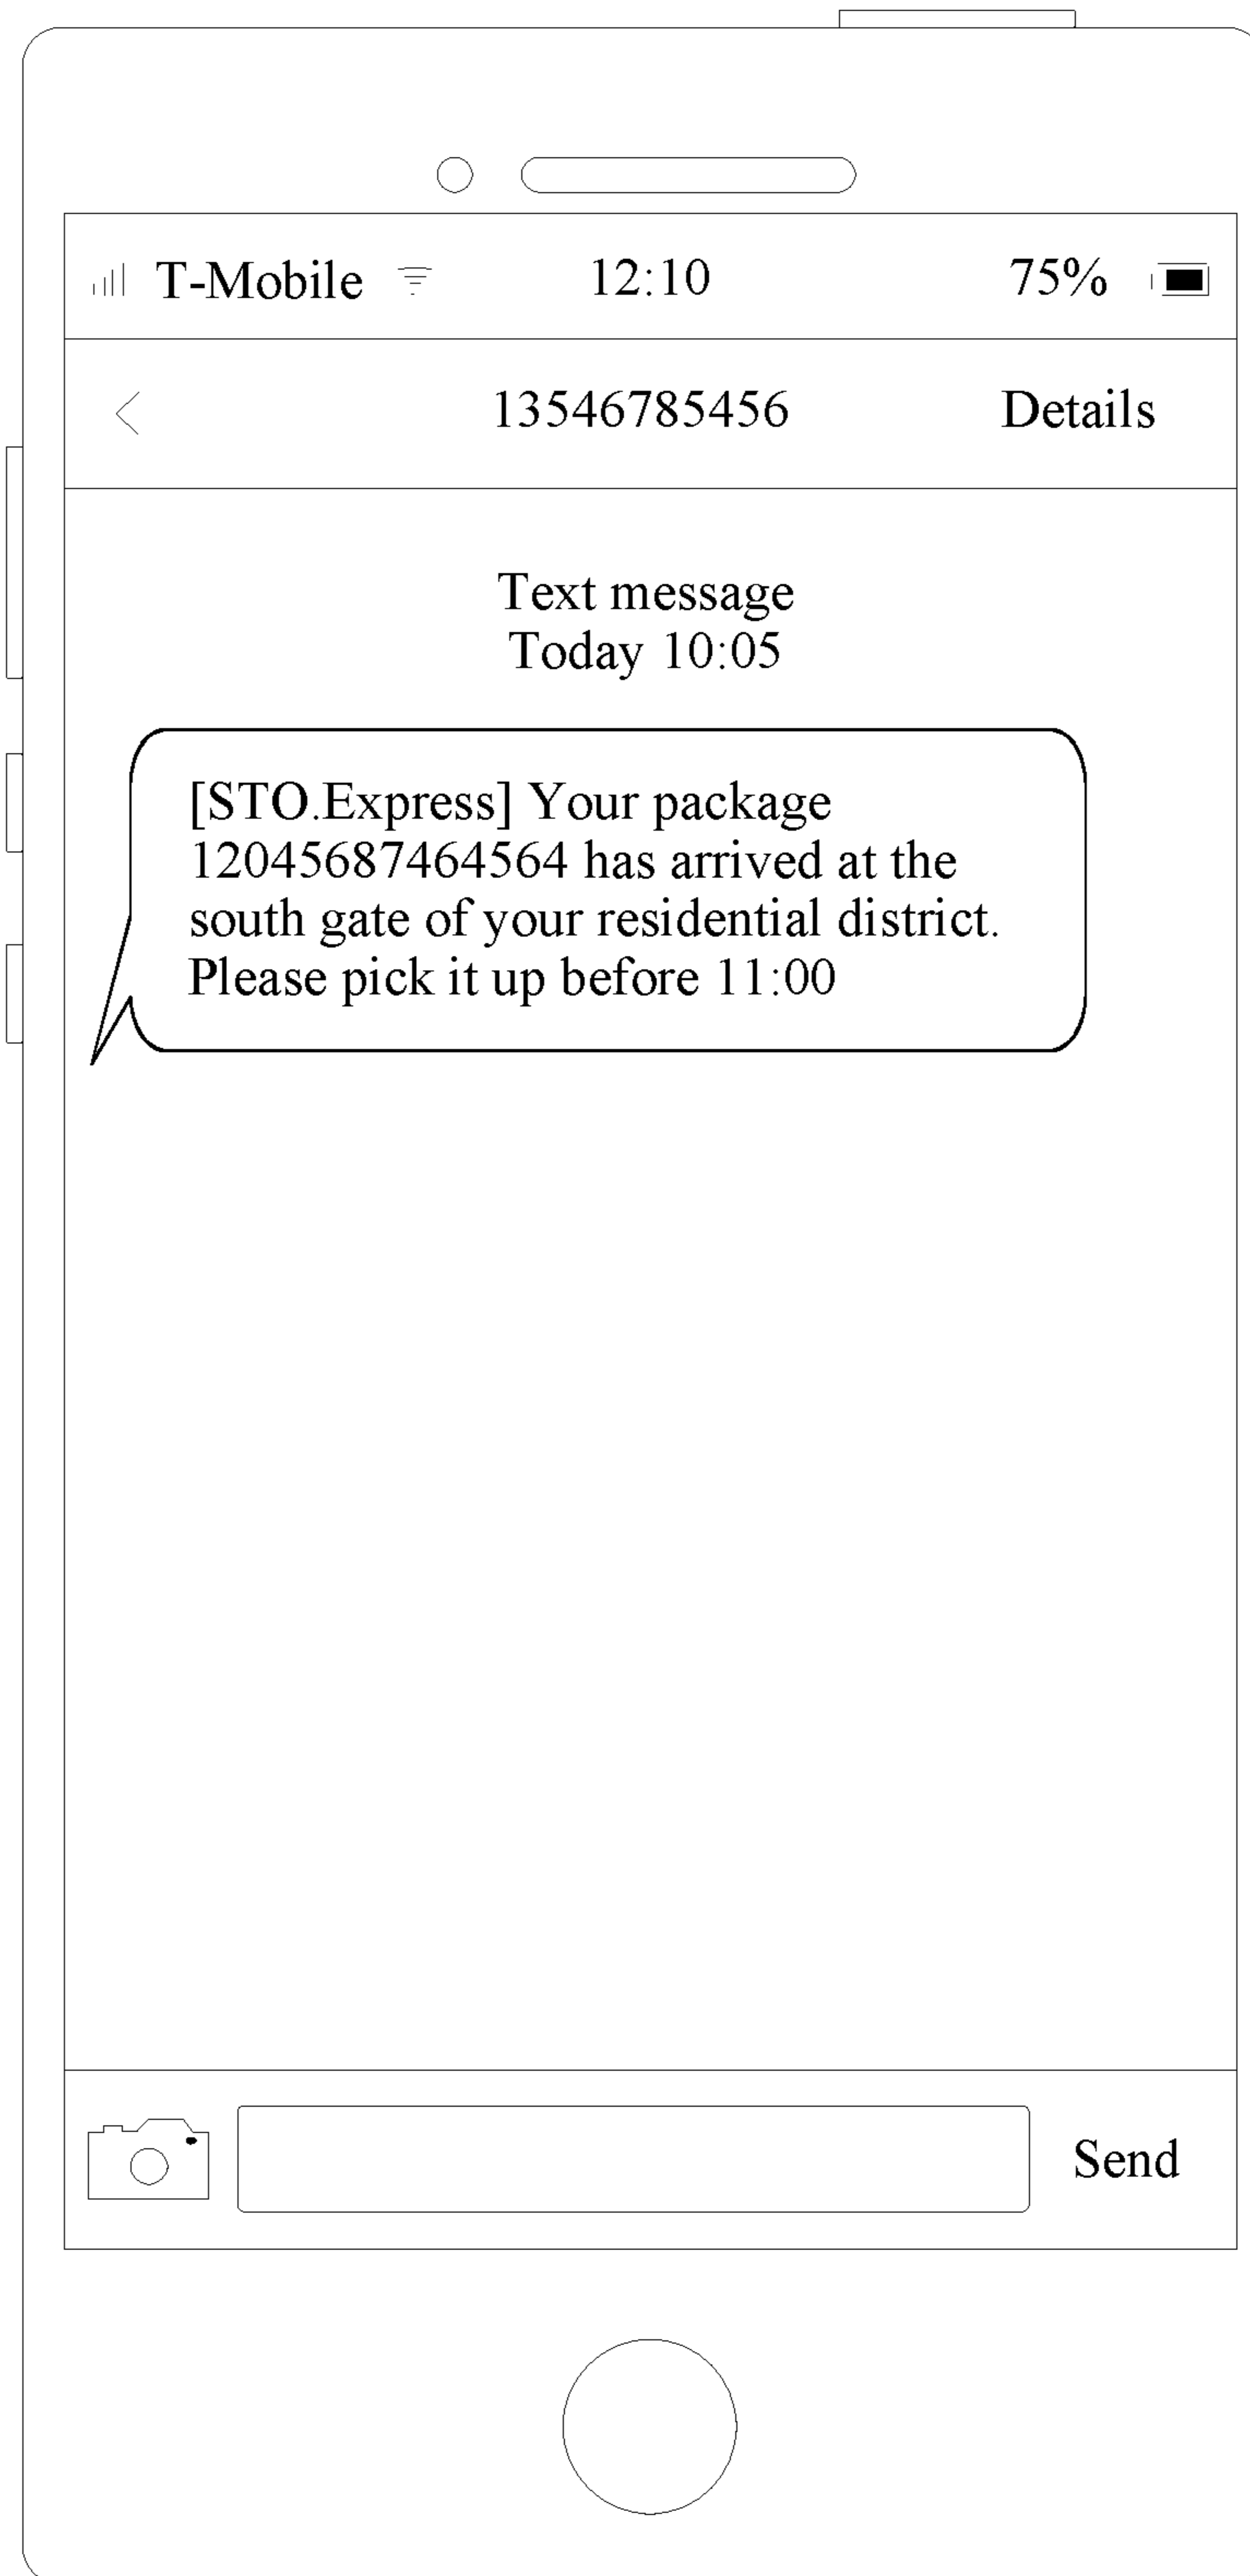 T-Mobile 12:10 75%
13546785456 Details
Text message
Today 10:05
[STO.Express] Your package
12045687464564 has arrived at the
south gate of your residential district.
Please pick it up before 11:00
Send